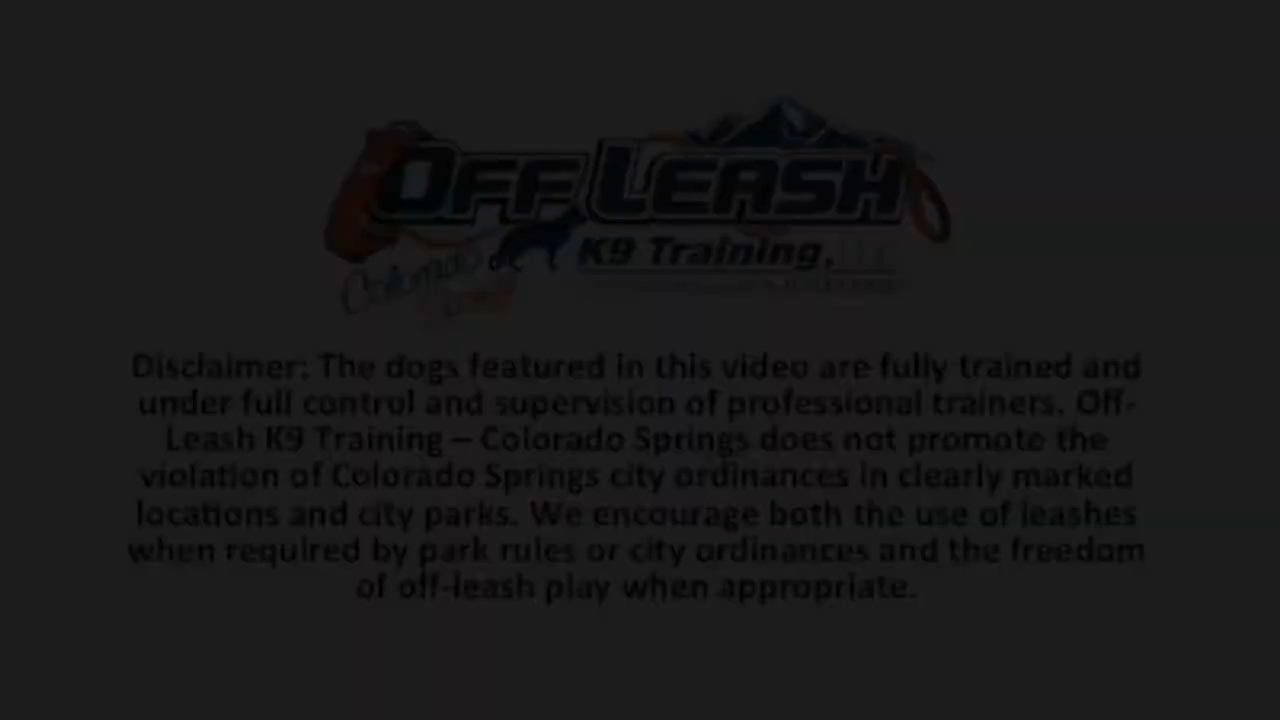 OFF LEASH
K9 Training, LLC
Colorado
Disclaimer: The dogs featured in this video are fully trained and
under full control and supervision of professional trainers. Off-
Leash K9 Training – Colorado Springs does not promote the
violation of Colorado Springs city ordinances in clearly marked
locations and city parks. We encourage both the use of leashes
when required by park rules or city ordinances and the freedom
of off-leash play when appropriate.